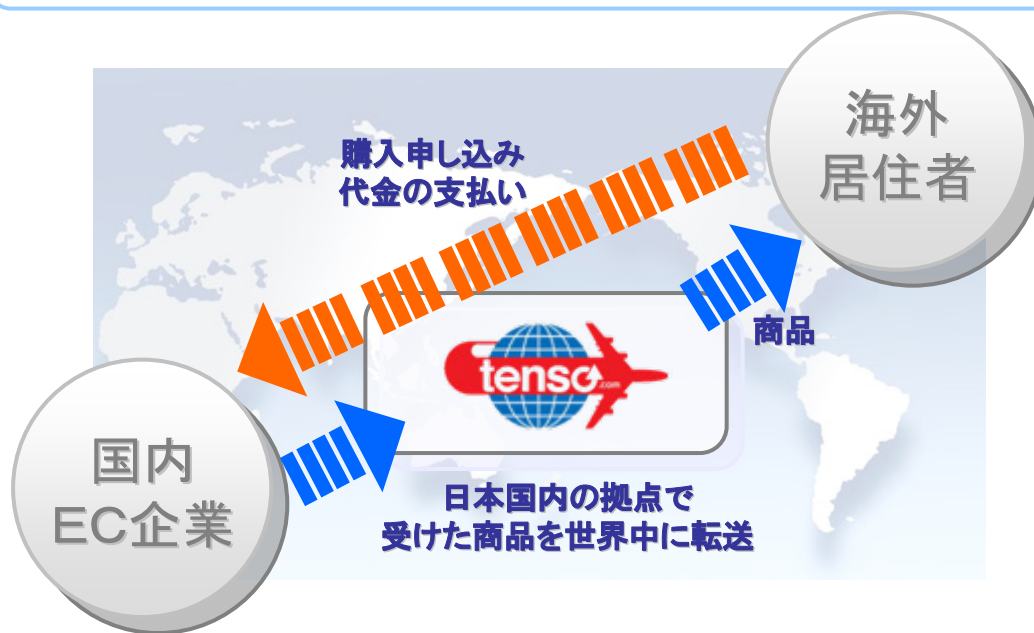 海外
居住者
購入申し込み
代金の支払い
商品
tenso
.com
国内
EC企業
日本国内の拠点で
受けた商品を世界中に転送